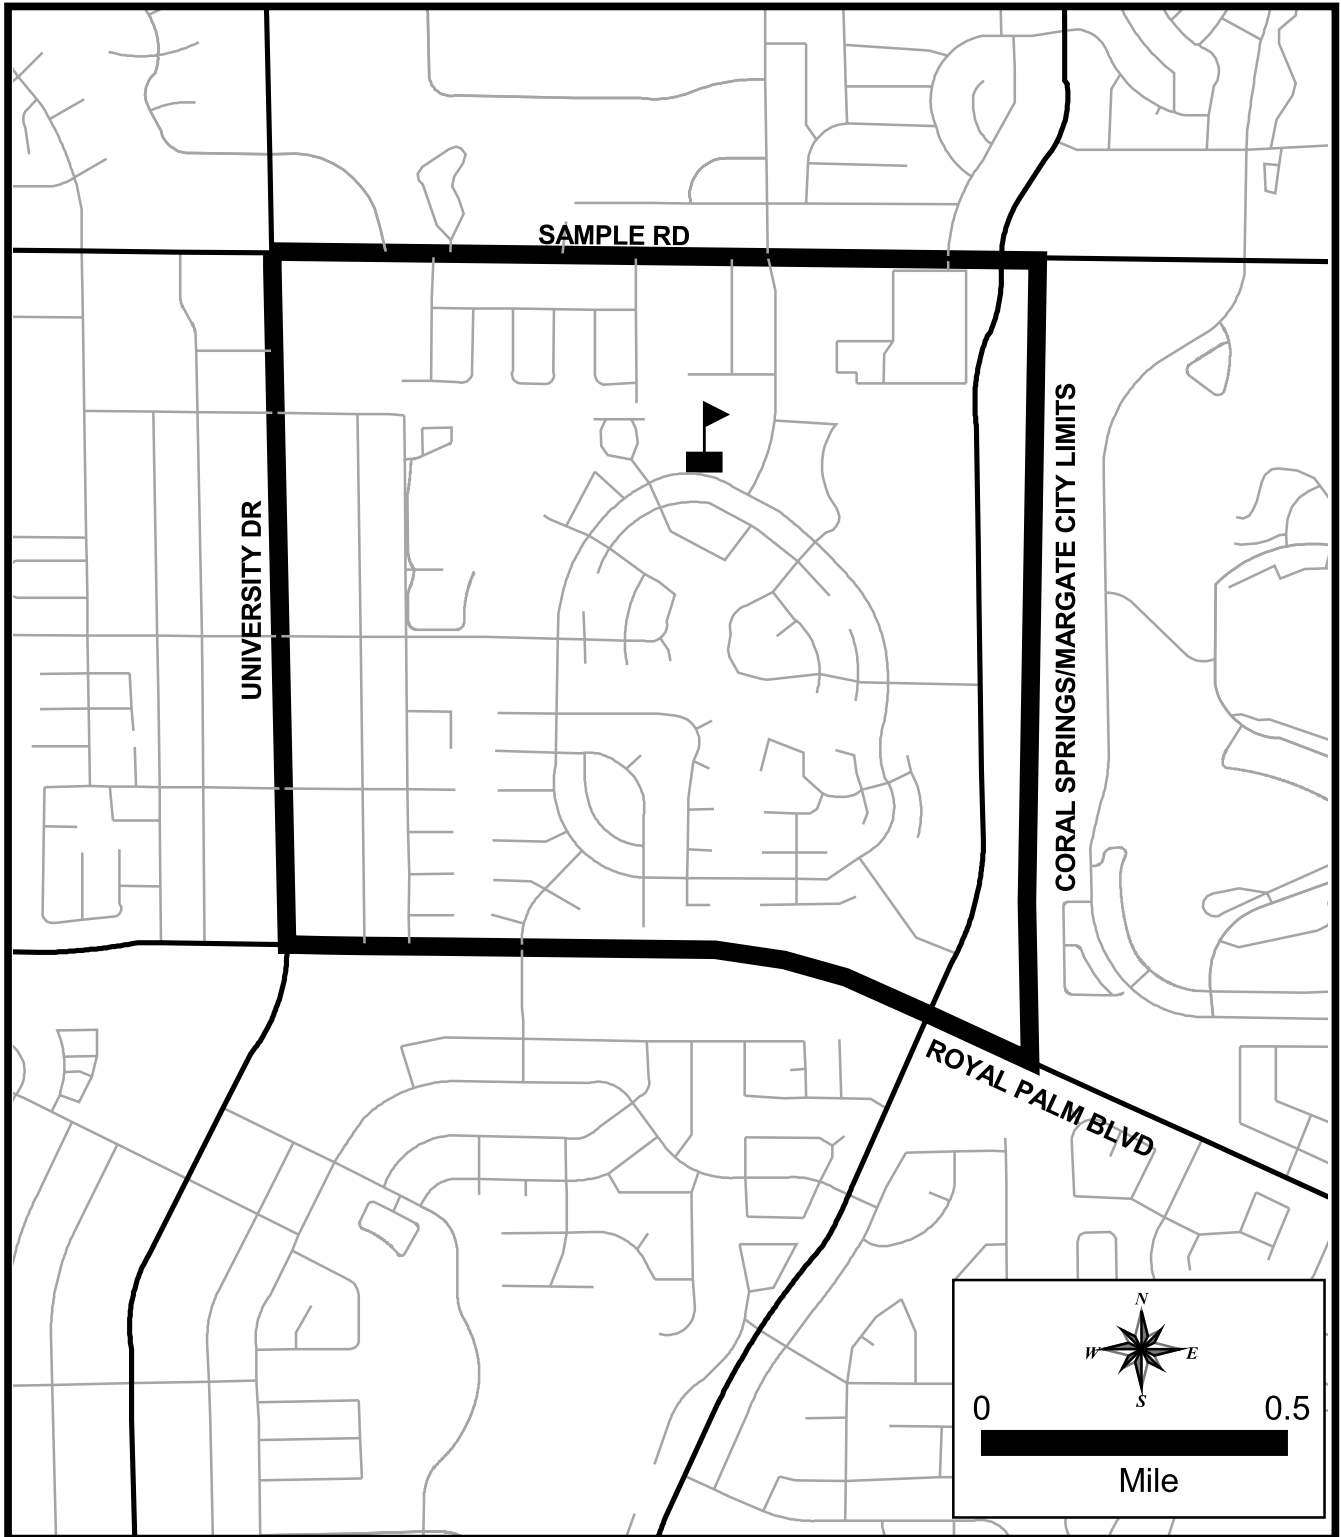 SAMPLE RD
UNIVERSITY DR
CORAL SPRINGS/MARGATE CITY LIMITS
ROYAL PALM BLVD
N
W E
S
0 0.5
Mile